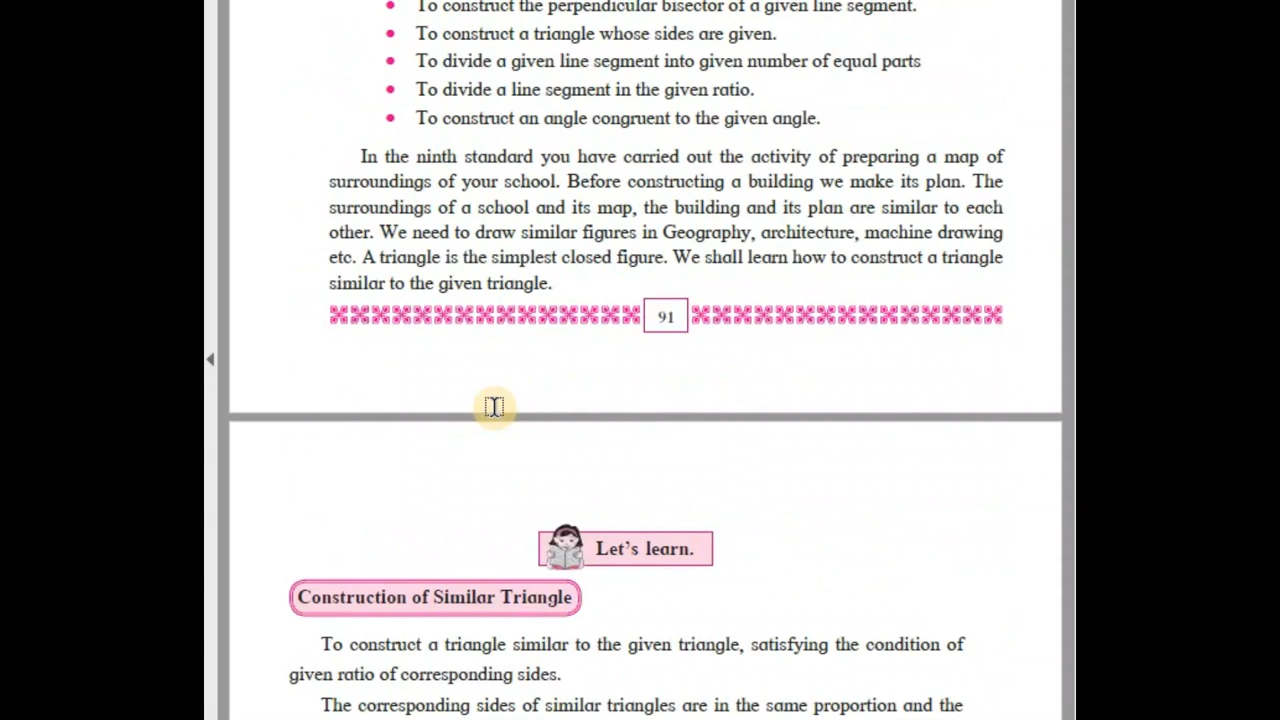 To construct the perpendicular bisector of a given line segment.
To construct a triangle whose sides are given.
To divide a given line segment into given number of equal parts
To divide a line segment in the given ratio.
To construct an angle congruent to the given angle.
In the ninth standard you have carried out the activity of preparing a map of
surroundings of your school. Before constructing a building we make its plan. The
surroundings of a school and its map, the building and its plan are similar to each
other. We need to draw similar figures in Geography, architecture, machine drawing
etc. A triangle is the simplest closed figure. We shall learn how to construct a triangle
similar to the given triangle.
91
Let's learn.
Construction of Similar Triangle
To construct a triangle similar to the given triangle, satisfying the condition of
given ratio of corresponding sides.
The corresponding sides of similar triangles are in the same proportion and the